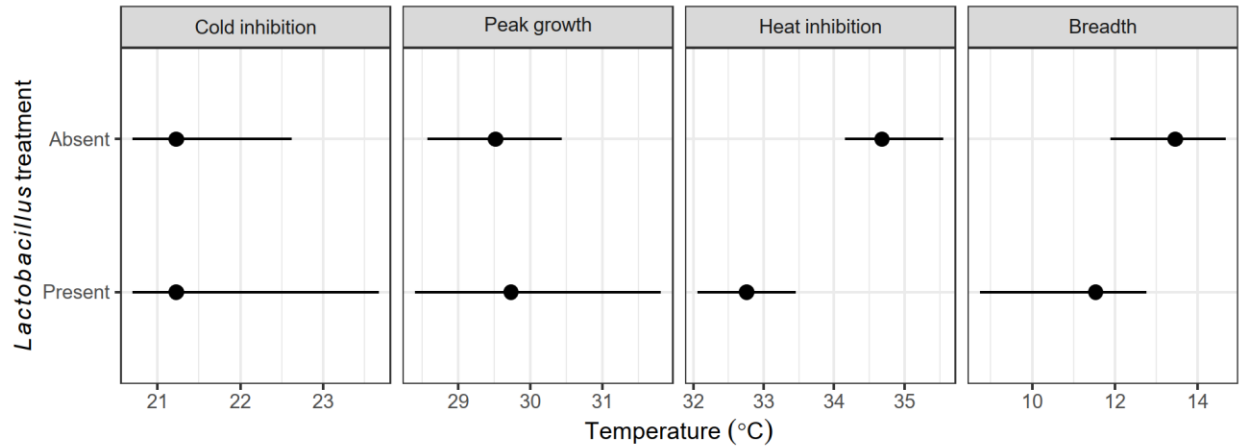 Cold inhibition
Peak growth
Heat inhibition
Breadth
Lactobacillus treatment
Absent
Present
21 22 23
29 30 31
32 33 34 35
10 12 14
Temperature (°C)